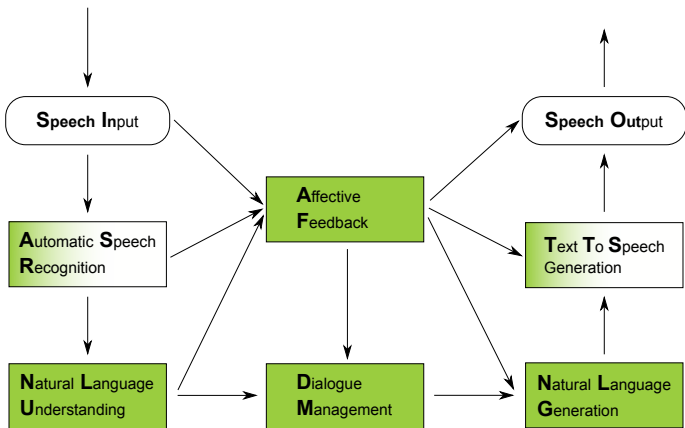 Speech Input
Speech Output
Affective
Feedback
Automatic Speech
Recognition
Text To Speech
Generation
Natural Language
Understanding
Dialogue
Management
Natural Language
Generation